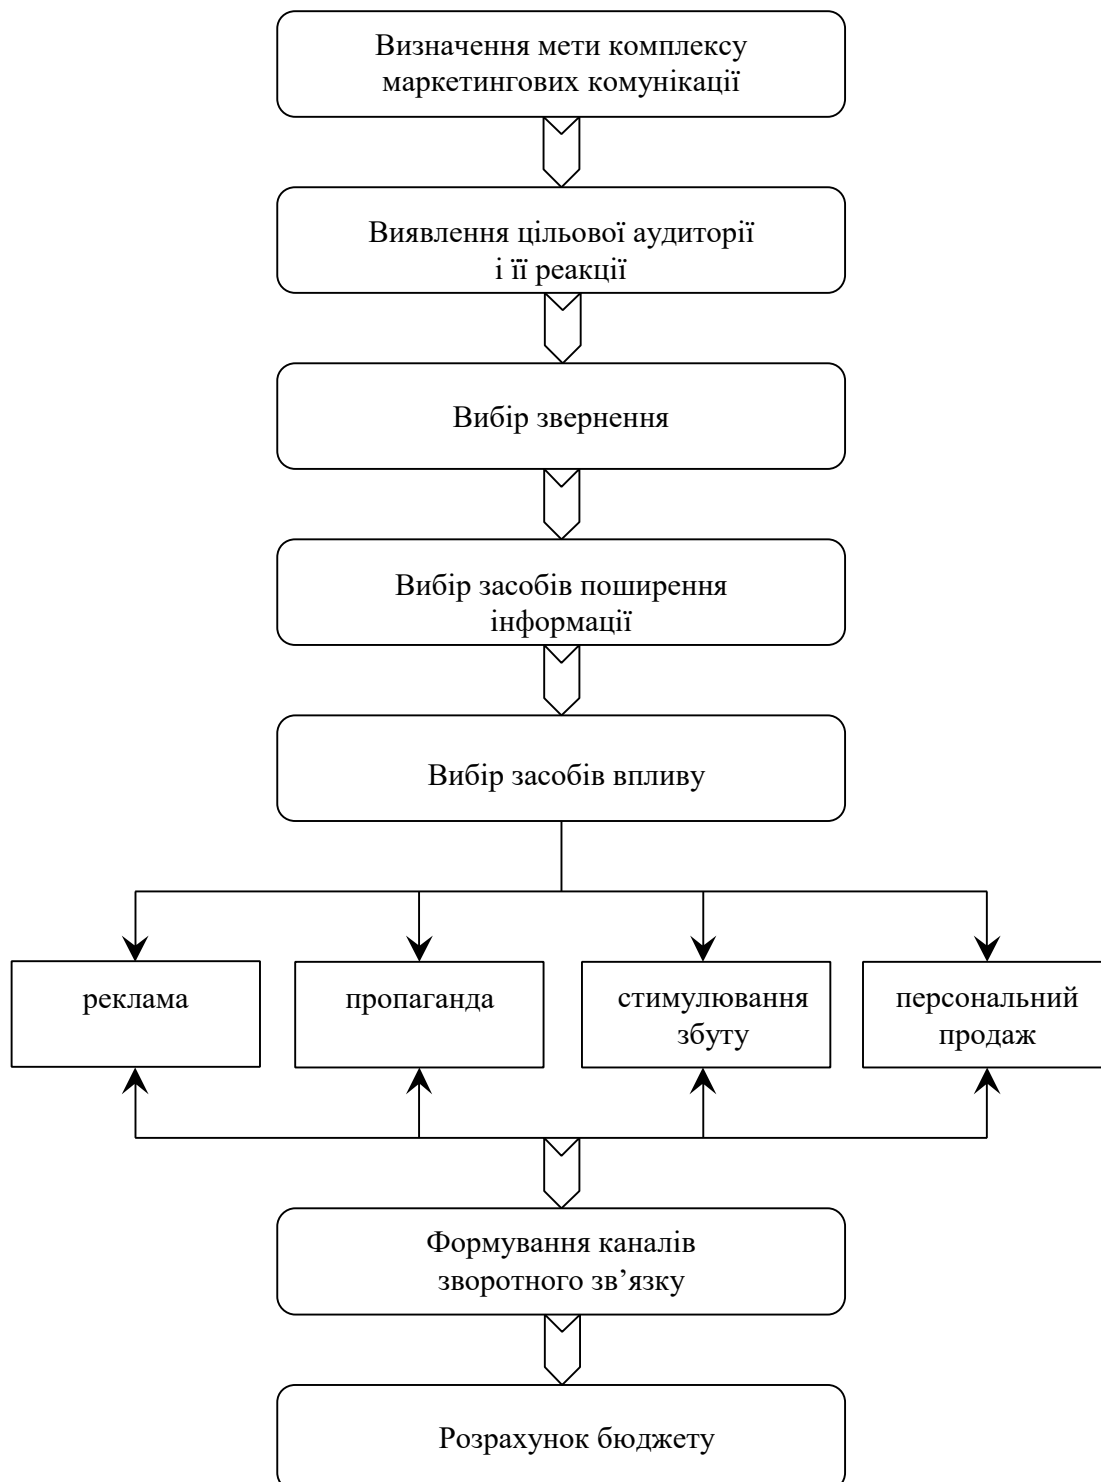 Визначення мети комплексу
маркетингових комунікації
Виявлення цільової аудиторії
і її реакції
Вибір звернення
Вибір засобів поширення
інформації
Вибір засобів впливу
реклама
пропаганда
стимулювання
збуту
персональний
продаж
Формування каналів
зворотного зв’язку
Розрахунок бюджету